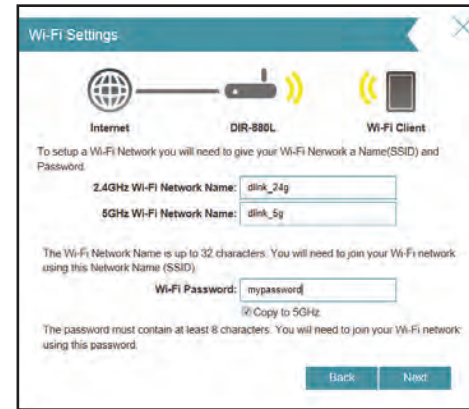 Wi-Fi Settings
Internet
DIR-880L
Wi-Fi Client
To setup a Wi-Fi Network you will need to give your Wi-Fi Nerwork a Name(SSID) and
Password.
2.4GHz Wi-Fi Network Name: dlink_24g
5GHz Wi-Fi Network Name: dlink_5g
The Wi-Fi Network Name is up to 32 characters. You will need to join your Wi-Fi network
using this Network Name (SSID)
Wi-Fi Password: mypassword
Copy to 5GHz
The password must contain at least 8 characters. You will need to join your Wi-Fi network
using this password.
Back Next